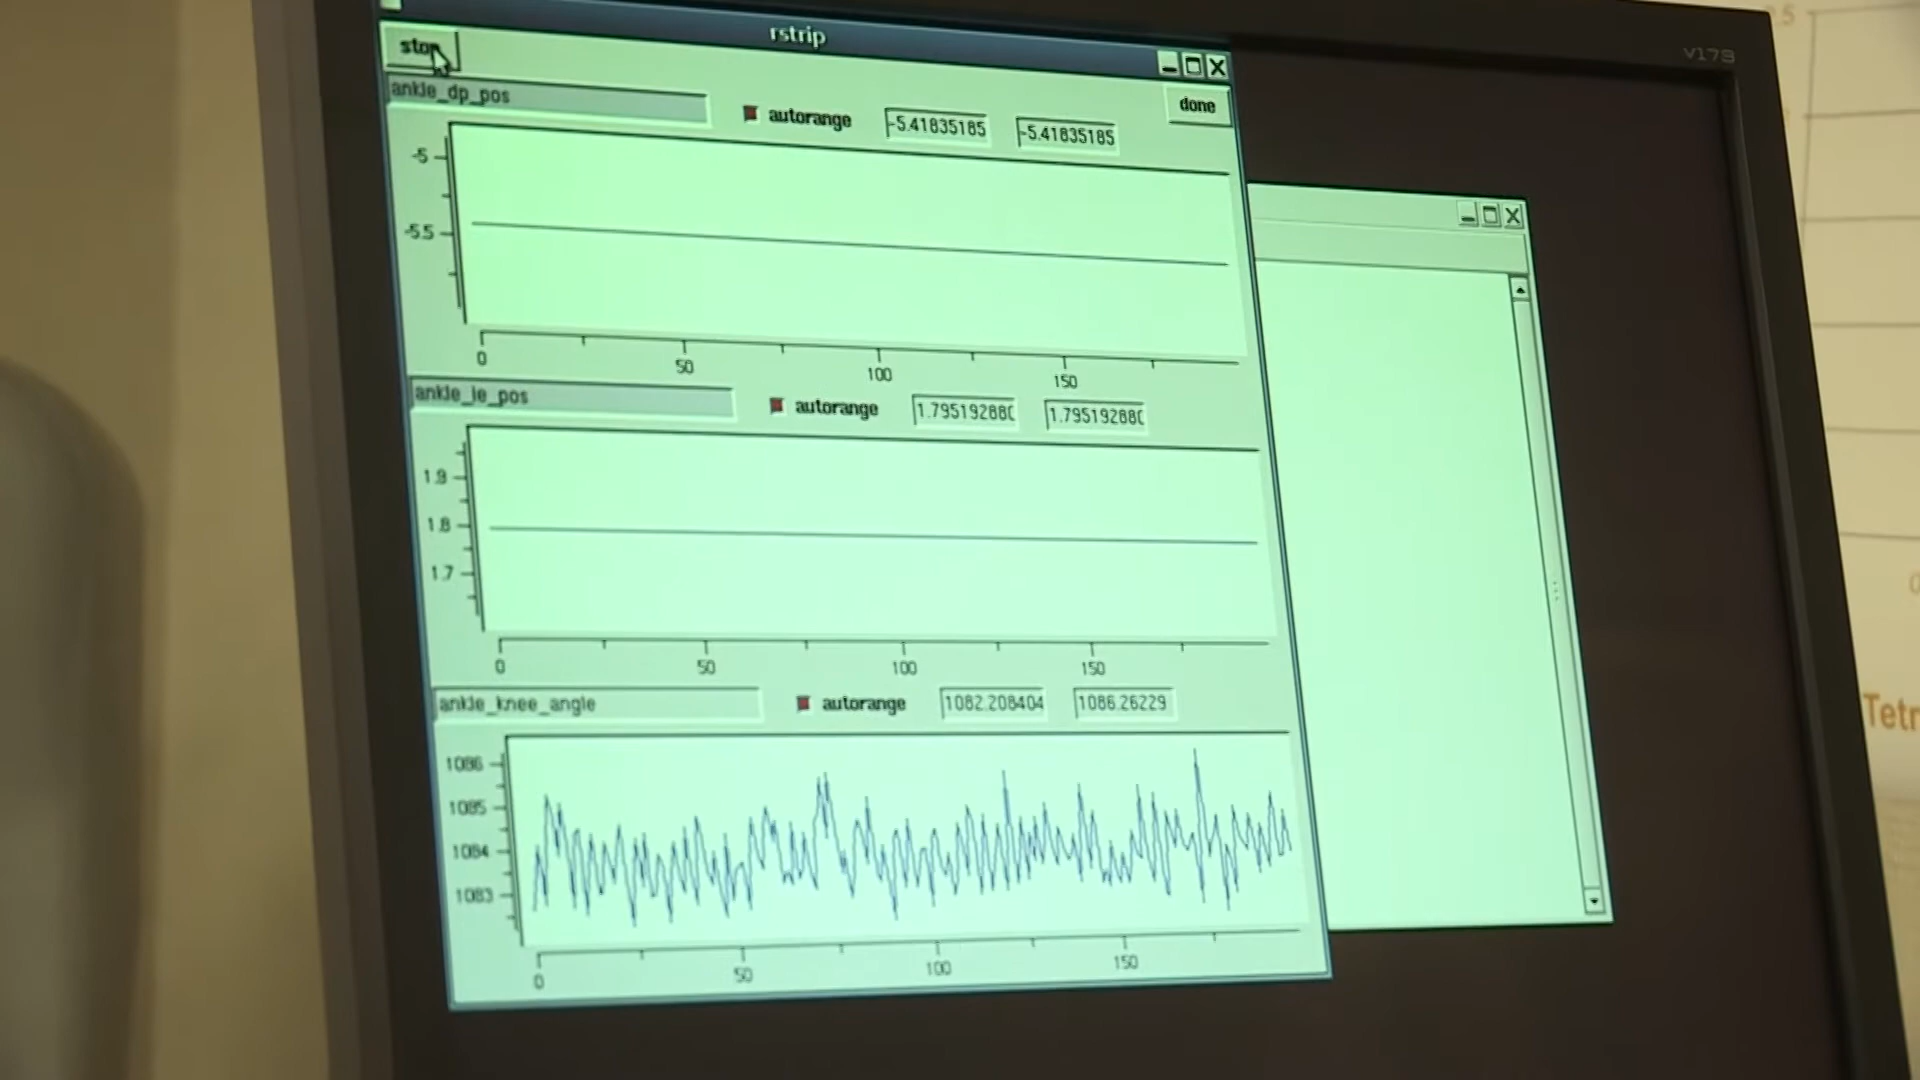 rstrip
stop
done
ankle_dp_pos
autorange
-5.41835185
-5.41835185
-5
-5.5
0
50
100
150
ankle_ie_pos
autorange
1.795192880
1.795192880
1.9
1.8
1.7
0
50
100
150
ankle_knee_angle
autorange
1082.208404
1086.26229
1086
1085
1084
1083
0
50
100
150
V173
Tetr